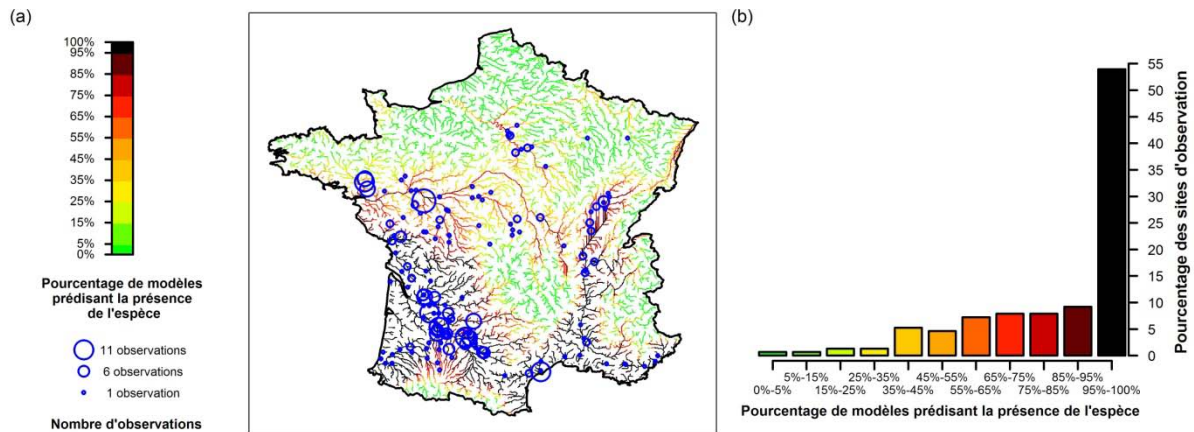 (a)
100%
95%
85%
75%
65%
55%
45%
35%
25%
15%
5%
0%
Pourcentage de modèles
prédisant la présence
de l'espèce
11 observations
6 observations
1 observation
Nombre d'observations
(b)
Pourcentage des sites d'observation
55
50
45
40
35
30
25
20
15
10
5
0
5%-15% 25%-35% 45%-55% 65%-75% 85%-95%
0%-5% 15%-25% 35%-45% 55%-65% 75%-85% 95%-100%
Pourcentage de modèles prédisant la présence de l'espèce